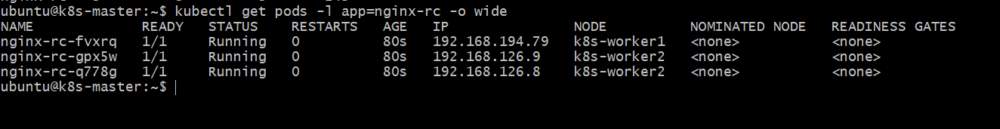 ubuntu@k8s-master:~$ kubectl get pods -l app=nginx-rc -o wide
NAME READY STATUS RESTARTS AGE IP NODE NOMINATED NODE READINESS GATES
nginx-rc-fvxrq 1/1 Running 0 80s 192.168.194.79 k8s-worker1 <none> <none>
nginx-rc-gpx5w 1/1 Running 0 80s 192.168.126.9 k8s-worker2 <none> <none>
nginx-rc-q778g 1/1 Running 0 80s 192.168.126.8 k8s-worker2 <none> <none>
ubuntu@k8s-master:~$